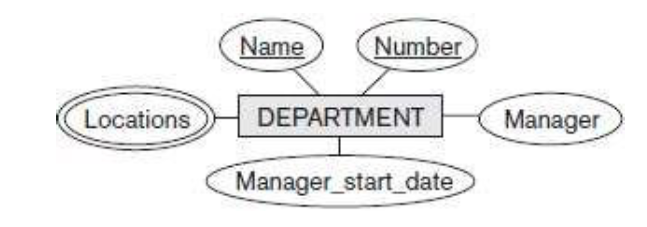 Name
Number
Locations
DEPARTMENT
Manager
Manager_start_date